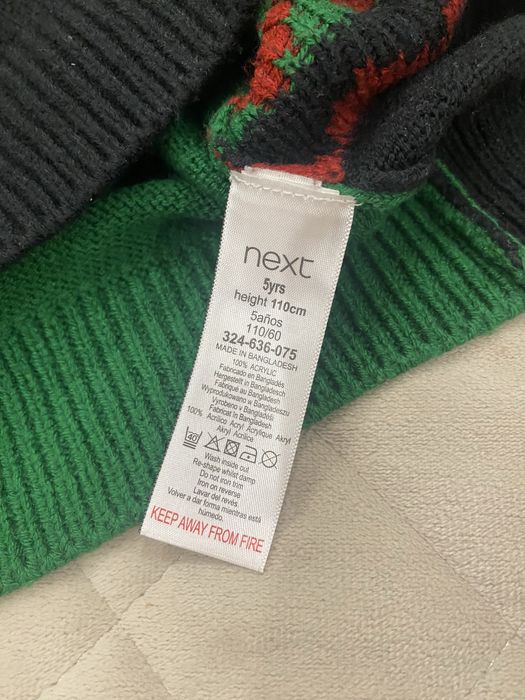 next
5yrs
height 110cm
5años
110/60
324-636-075
MADE IN BANGLADESH
100% ACRYLIC
Fabricado en Bangladés
Hergestellt in Bangladesch
Fabriqué au Bangladesh
Wyprodukowano w Bangladeszu
Vyrobeno v Bangladéši
Fabricat in Bangladesh
100% Acrílico Acryl Acrylique Akryl
Akryl Acrilice
40
Wash inside out
Re-shape whilst damp
Do not iron trim
Iron on reverse
Lavar del revés
Volver a dar forma mientras está
húmedo.
KEEP AWAY FROM FIRE